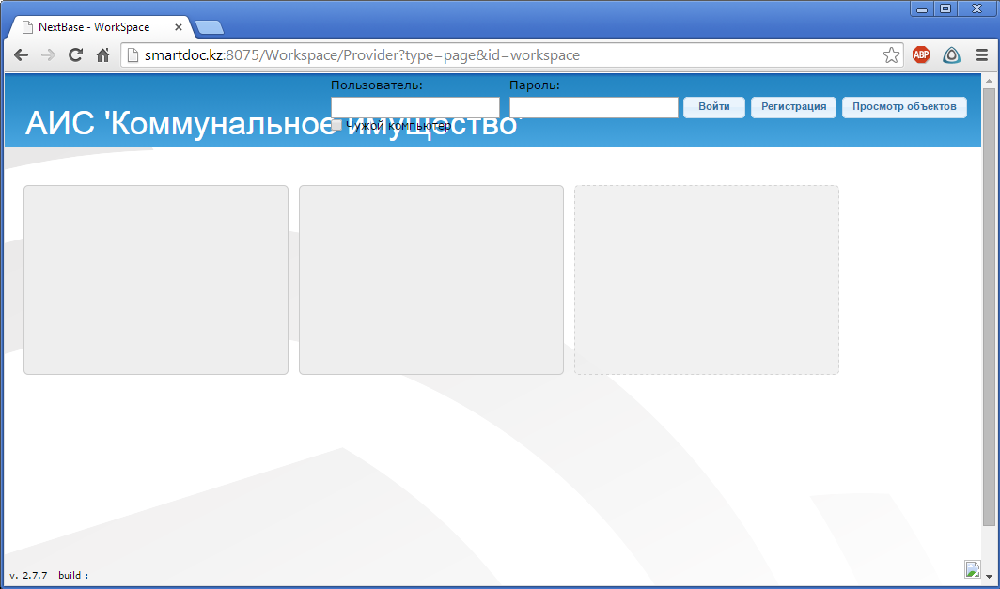 NextBase - WorkSpace
smartdoc.kz:8075/Workspace/Provider?type=page&id=workspace
ABP
Пользователь:
Пароль:
Войти
Регистрация
Просмотр объектов
Чужой компьютер
АИС 'Коммунальное имущество'
v. 2.7.7 build :